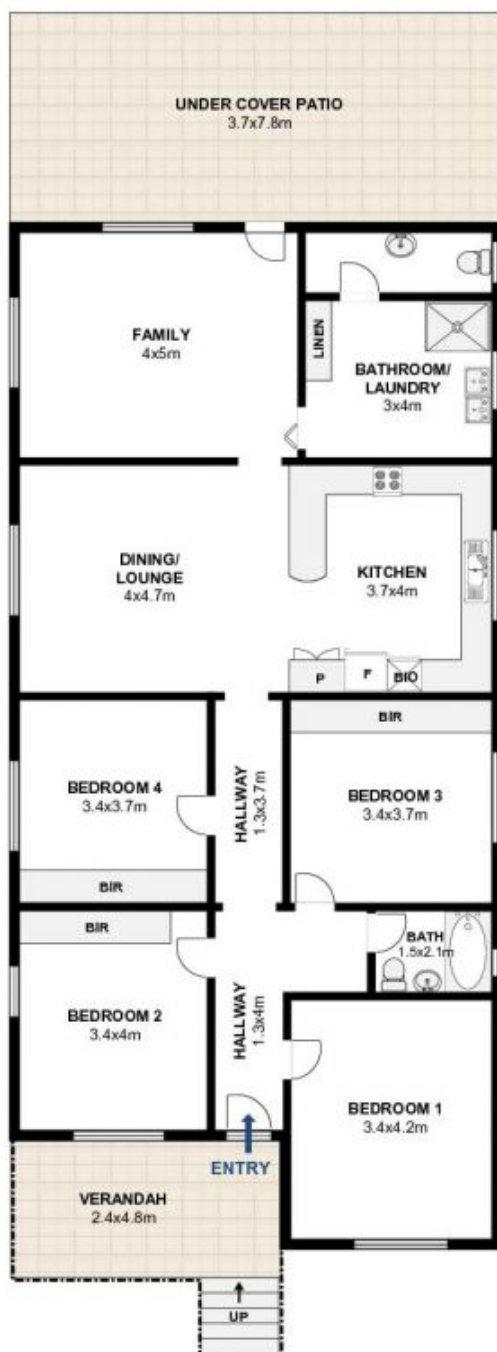 UNDER COVER PATIO
3.7x7.8m
FAMILY
4x5m
LINEN
BATHROOM/
LAUNDRY
3x4m
DINING/
LOUNGE
4x4.7m
KITCHEN
3.7x4m
P
F
BIO
BEDROOM 4
3.4x3.7m
BIR
HALLWAY
1.3x3.7m
BIR
BEDROOM 3
3.4x3.7m
BIR
BEDROOM 2
3.4x4m
HALLWAY
1.3x4m
BATH
1.5x2.1m
BEDROOM 1
3.4x4.2m
ENTRY
VERANDAH
2.4x4.8m
UP